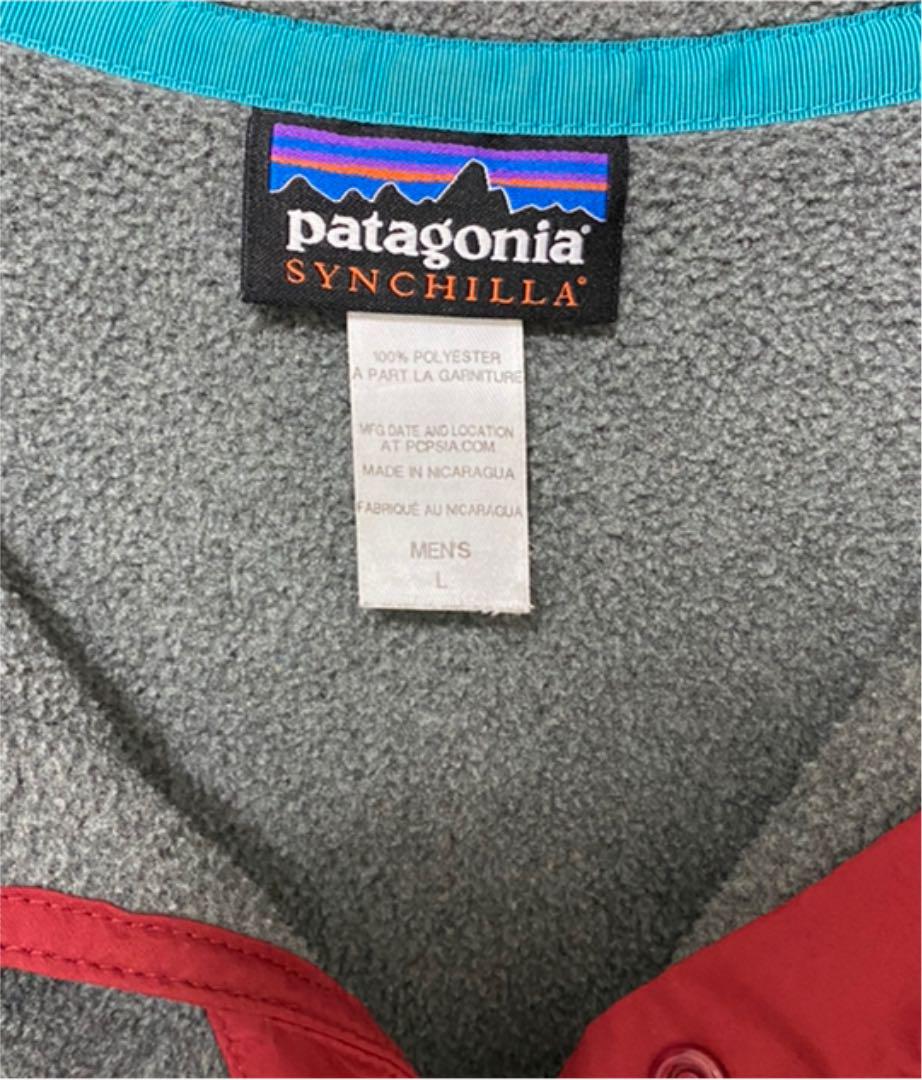 patagonia®
SYNCHILLA®
100% POLYESTER
A PART LA GARNITURE
MFG DATE AND LOCATION
AT PCPSIA.COM
MADE IN NICARAGUA
FABRIQUÉ AU NICARAGUA
MEN'S
L